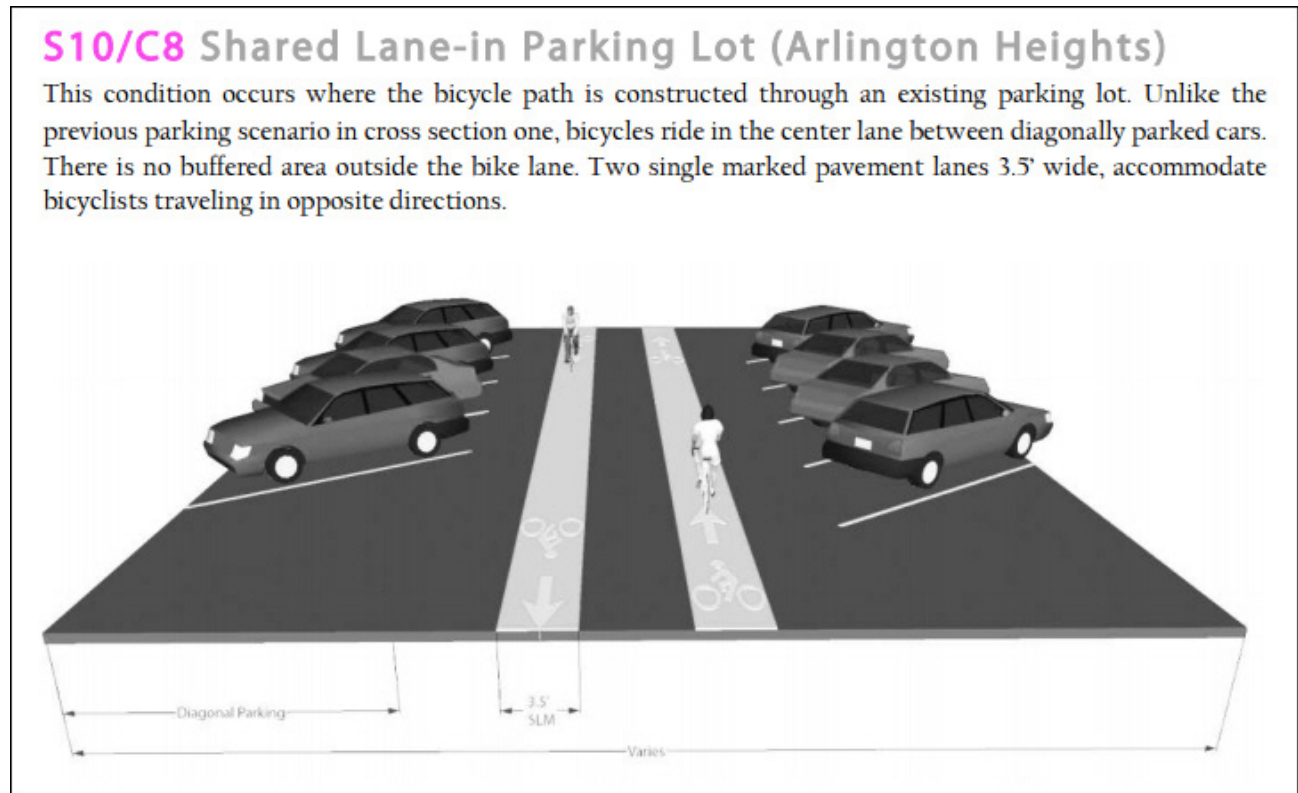 S10/C8 Shared Lane-in Parking Lot (Arlington Heights)
This condition occurs where the bicycle path is constructed through an existing parking lot. Unlike the
previous parking scenario in cross section one, bicycles ride in the center lane between diagonally parked cars.
There is no buffered area outside the bike lane. Two single marked pavement lanes 3.5’ wide, accommodate
bicyclists traveling in opposite directions.
Diagonal Parking
3.5'
SLM
Varies